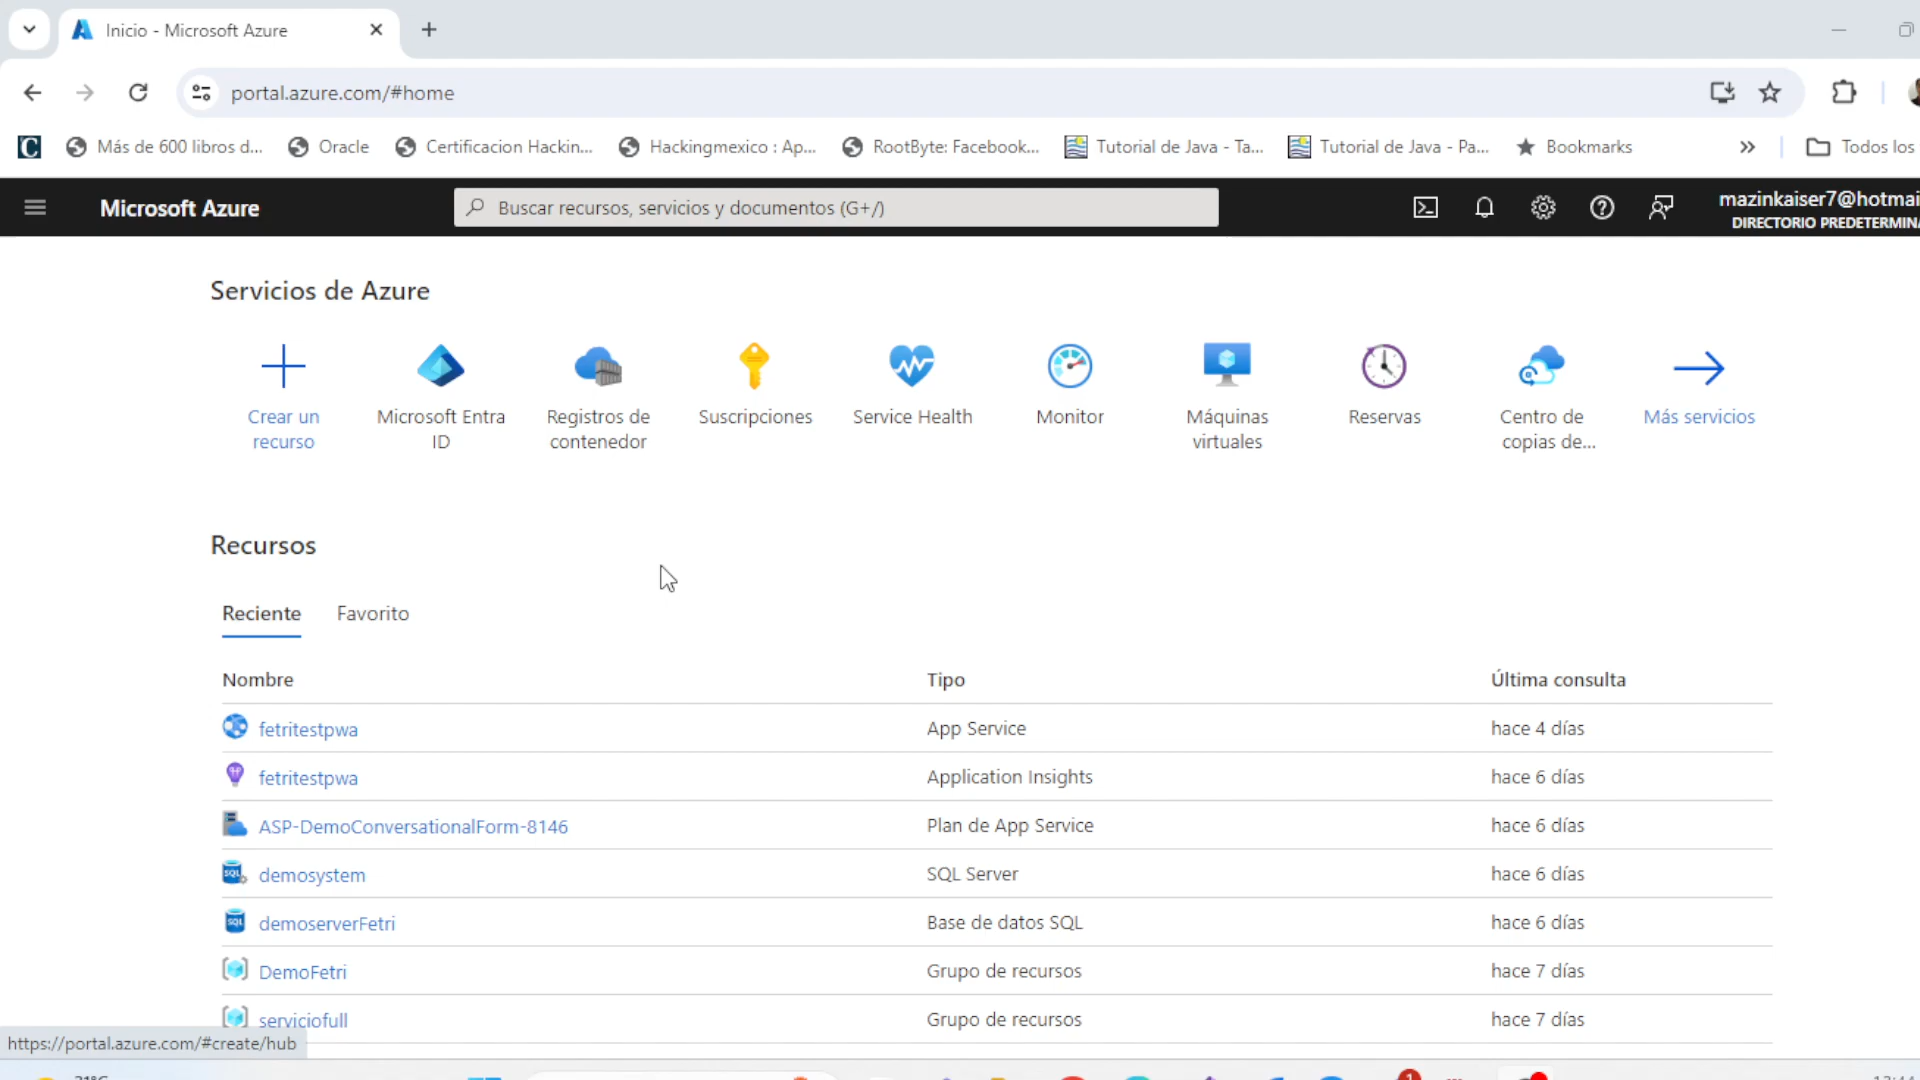 Inicio - Microsoft Azure
portal.azure.com/#home
Más de 600 libros d...
Oracle
Certificacion Hackin...
Hackingmexico : Ap...
RootByte: Facebook...
Tutorial de Java - Ta...
Tutorial de Java - Pa...
Bookmarks
Todos los
Microsoft Azure
Buscar recursos, servicios y documentos (G+/)
mazinkaiser7@hotmai
DIRECTORIO PREDETERMIN
Servicios de Azure
Crear un
recurso
Microsoft Entra
ID
Registros de
contenedor
Suscripciones
Service Health
Monitor
Máquinas
virtuales
Reservas
Centro de
copias de...
Más servicios
Recursos
Reciente
Favorito
Nombre
Tipo
Última consulta
fetritestpwa
App Service
hace 4 días
fetritestpwa
Application Insights
hace 6 días
ASP-DemoConversationalForm-8146
Plan de App Service
hace 6 días
demosystem
SQL Server
hace 6 días
demoserverFetri
Base de datos SQL
hace 6 días
DemoFetri
Grupo de recursos
hace 7 días
serviciofull
Grupo de recursos
hace 7 días
https://portal.azure.com/#create/hub